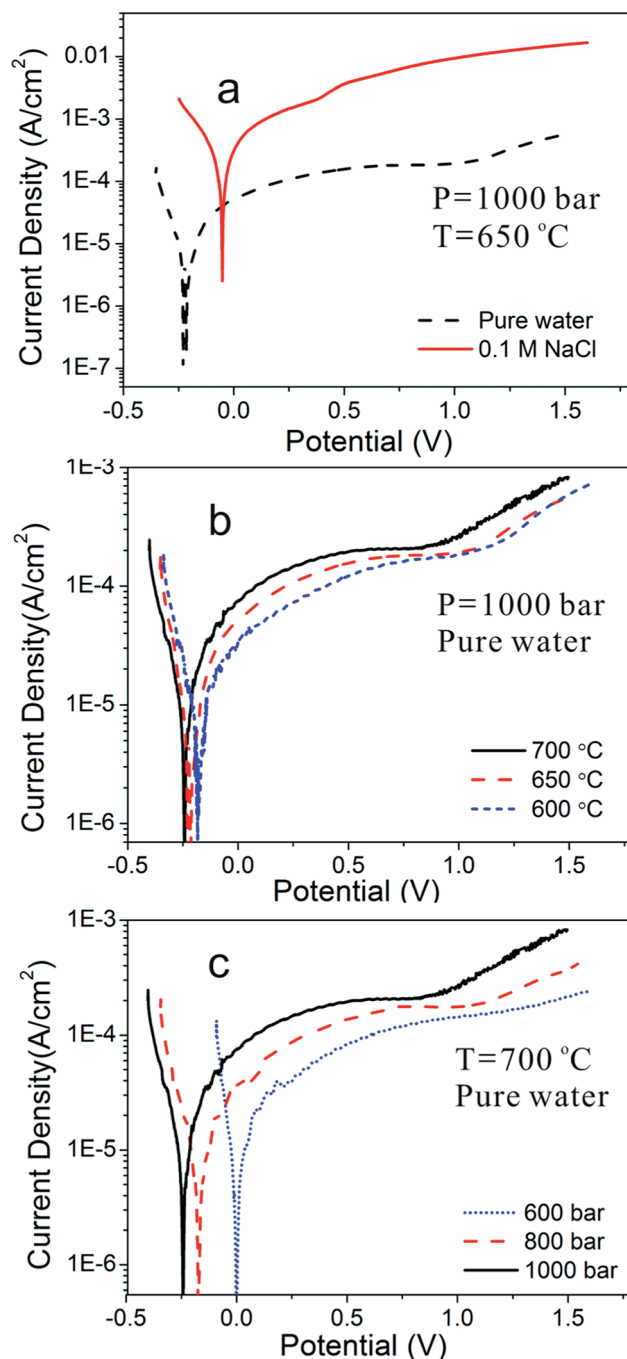 a
0.01
1E-3
1E-4
1E-5
1E-6
1E-7
Current Density (A/cm²)
P=1000 bar
T=650 °C
Pure water
0.1 M NaCl
-0.5 0.0 0.5 1.0 1.5
Potential (V)
b
1E-3
1E-4
1E-5
1E-6
Current Density(A/cm²)
P=1000 bar
Pure water
700 °C
650 °C
600 °C
-0.5 0.0 0.5 1.0 1.5
Potential (V)
c
1E-3
1E-4
1E-5
1E-6
Current Density(A/cm²)
T=700 °C
Pure water
600 bar
800 bar
1000 bar
-0.5 0.0 0.5 1.0 1.5
Potential (V)